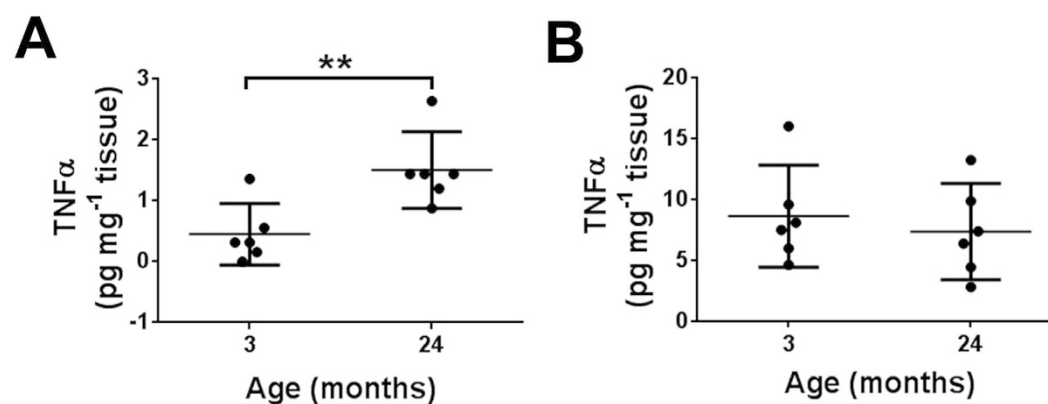 A
**
TNFα
(pg mg⁻¹ tissue)
3
2
1
0
-1
3 24
Age (months)
B
TNFα
(pg mg⁻¹ tissue)
20
15
10
5
0
3 24
Age (months)